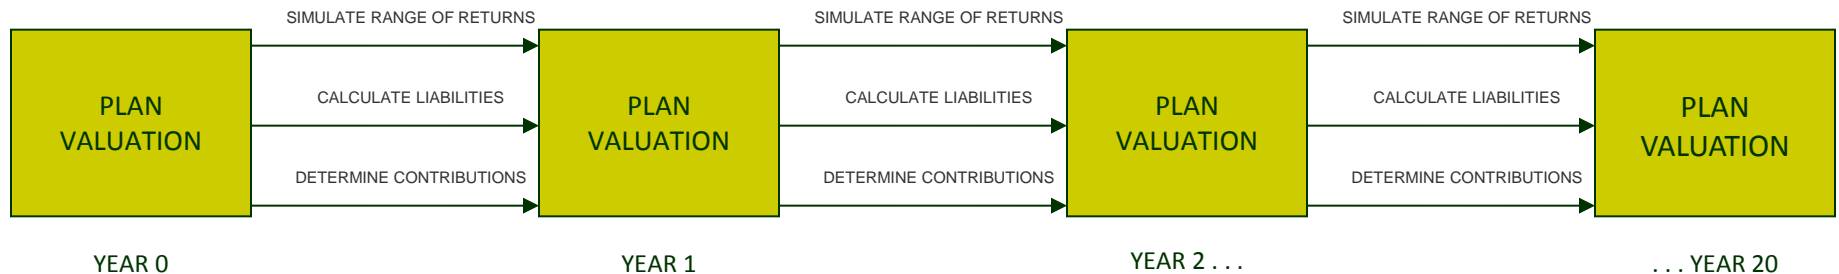 SIMULATE RANGE OF RETURNS
SIMULATE RANGE OF RETURNS
SIMULATE RANGE OF RETURNS
PLAN
VALUATION
CALCULATE LIABILITIES
PLAN
VALUATION
CALCULATE LIABILITIES
PLAN
VALUATION
CALCULATE LIABILITIES
PLAN
VALUATION
DETERMINE CONTRIBUTIONS
DETERMINE CONTRIBUTIONS
DETERMINE CONTRIBUTIONS
YEAR 0
YEAR 1
YEAR 2 . . .
. . . YEAR 20